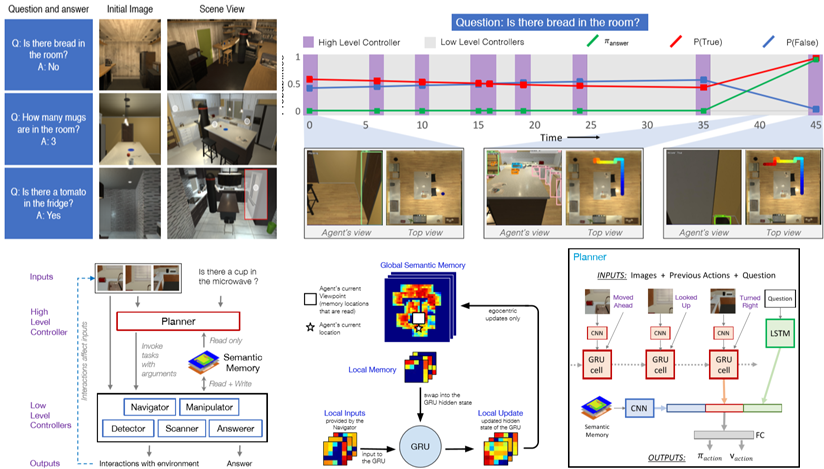 Question and answer
Initial Image
Scene View
Q: Is there bread in
the room?
A: No
Q: How many mugs
are in the room?
A: 3
Q: Is there a tomato
in the fridge?
A: Yes
Question: Is there bread in the room?
High Level Controller
Low Level Controllers
πanswer
P(True)
P(False)
1
0.5
0
0
5
10
15
20
25
30
35
40
45
Time
Agent's view
Top view
Agent's view
Top view
Agent's view
Top view
Inputs
Is there a cup in
the microwave ?
High
Level
Controller
Planner
Interactions affect inputs
Invoke
tasks
with
arguments
Read only
Semantic
Memory
Read + Write
Low
Level
Controllers
Navigator
Manipulator
Detector
Scanner
Answerer
Outputs
Interactions with environment
Answer
Global Semantic Memory
Agent's current
Viewpoint
(memory locations
that are read)
Agent's current
location
egocentric
updates only
Local Memory
swap into the
GRU hidden state
Local Inputs
provided by the
Navigator
input to
the GRU
GRU
Local Update
updated hidden
state of the GRU
Planner
INPUTS: Images + Previous Actions + Question
Moved
Ahead
Looked
Up
Turned
Right
Question
CNN
CNN
CNN
LSTM
GRU
cell
GRU
cell
GRU
cell
Semantic
Memory
CNN
FC
OUTPUTS:
πaction
vaction